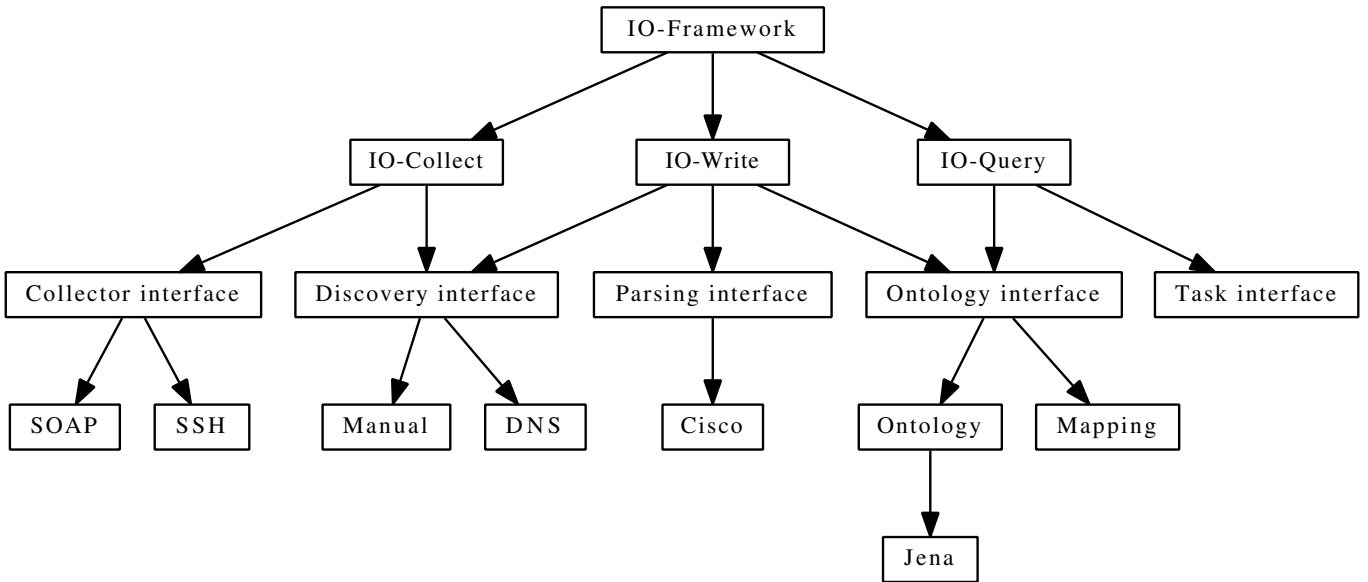 IO-Framework
IO-Collect
IO-Write
IO-Query
Collector interface
Discovery interface
Parsing interface
Ontology interface
Task interface
SOAP
SSH
Manual
DNS
Cisco
Ontology
Mapping
Jena